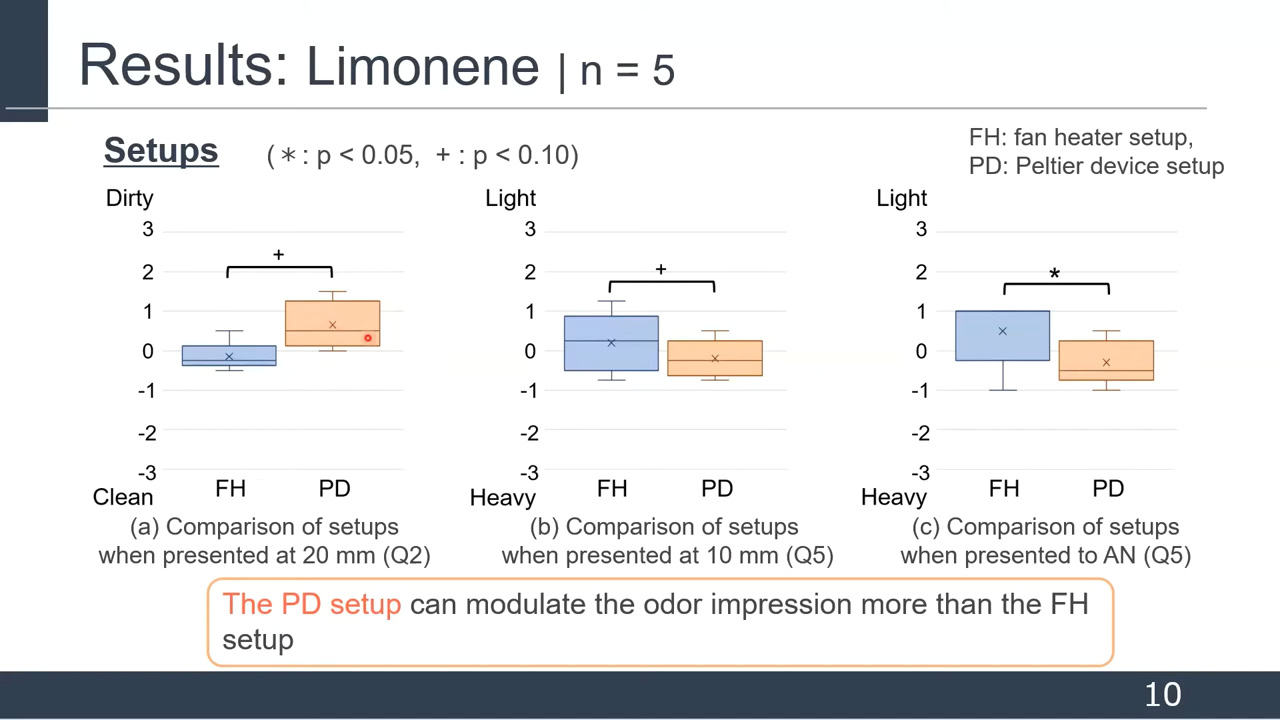 Results: Limonene | n = 5
Setups (＊: p < 0.05, + : p < 0.10)
FH: fan heater setup,
PD: Peltier device setup
Dirty
3
2
1
0
-1
-2
-3
Clean
+
FH PD
(a) Comparison of setups
when presented at 20 mm (Q2)
Light
3
2
1
0
-1
-2
-3
Heavy
+
FH PD
(b) Comparison of setups
when presented at 10 mm (Q5)
Light
3
2
1
0
-1
-2
-3
Heavy
*
FH PD
(c) Comparison of setups
when presented to AN (Q5)
The PD setup can modulate the odor impression more than the FH
setup
10